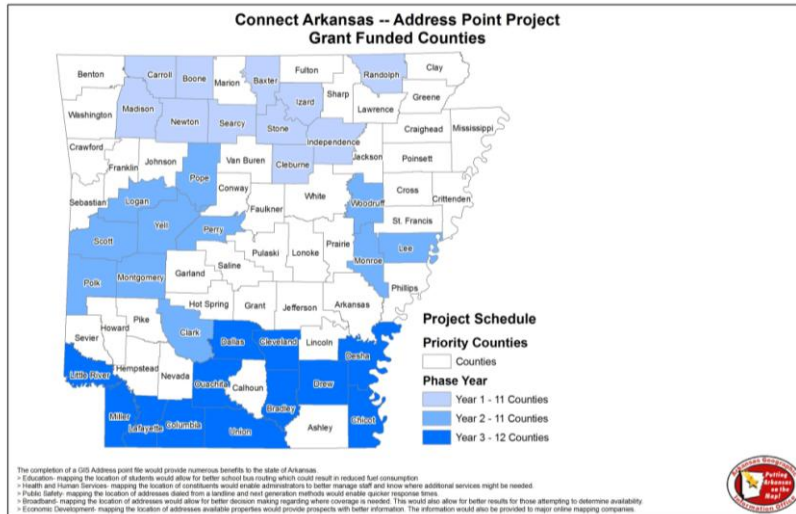 Connect Arkansas -- Address Point Project
Grant Funded Counties
Benton
Carroll
Boone
Marion
Baxter
Fulton
Randolph
Clay
Sharp
Greene
Izard
Lawrence
Washington
Madison
Newton
Searcy
Stone
Independence
Craighead
Mississippi
Crawford
Franklin
Johnson
Van Buren
Cleburne
Jackson
Poinsett
Pope
Conway
White
Cross
Crittenden
Sebastian
Logan
Faulkner
Woodruff
St. Francis
Yell
Perry
Scott
Pulaski
Lonoke
Prairie
Monroe
Lee
Polk
Montgomery
Garland
Saline
Phillips
Hot Spring
Grant
Jefferson
Arkansas
Sevier
Howard
Pike
Clark
Dallas
Cleveland
Lincoln
Desha
Little River
Hempstead
Nevada
Ouachita
Calhoun
Bradley
Drew
Miller
Lafayette
Columbia
Union
Ashley
Chicot
Project Schedule
Priority Counties
Counties
Phase Year
Year 1 - 11 Counties
Year 2 - 11 Counties
Year 3 - 12 Counties
The completion of a GIS Address point file would provide numerous benefits to the state of Arkansas.
> Education- mapping the location of students would allow for better school bus routing which could result in reduced fuel consumption
> Health and Human Services- mapping the location of constituents would enable administrators to better manage staff and know where additional services might be needed.
> Public Safety- mapping the location of addresses dialed from a landline and next generation methods would enable quicker response times.
> Broadband- mapping the location of addresses would allow for better decision making regarding where coverage is needed. This would also allow for better results for those attempting to determine availability
> Economic Development- mapping the location of addresses available properties would provide prospects with better information. The information would also be provided to major online mapping companies.
Arkansas Geographic
Information Office
Putting
Arkansas
on the
Map!